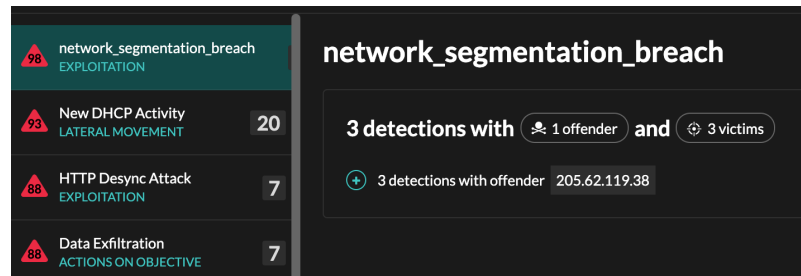 98
network_segmentation_breach
EXPLOITATION
93
New DHCP Activity
LATERAL MOVEMENT
20
88
HTTP Desync Attack
EXPLOITATION
7
88
Data Exfiltration
ACTIONS ON OBJECTIVE
7
network_segmentation_breach
3 detections with 1 offender and 3 victims
3 detections with offender 205.62.119.38